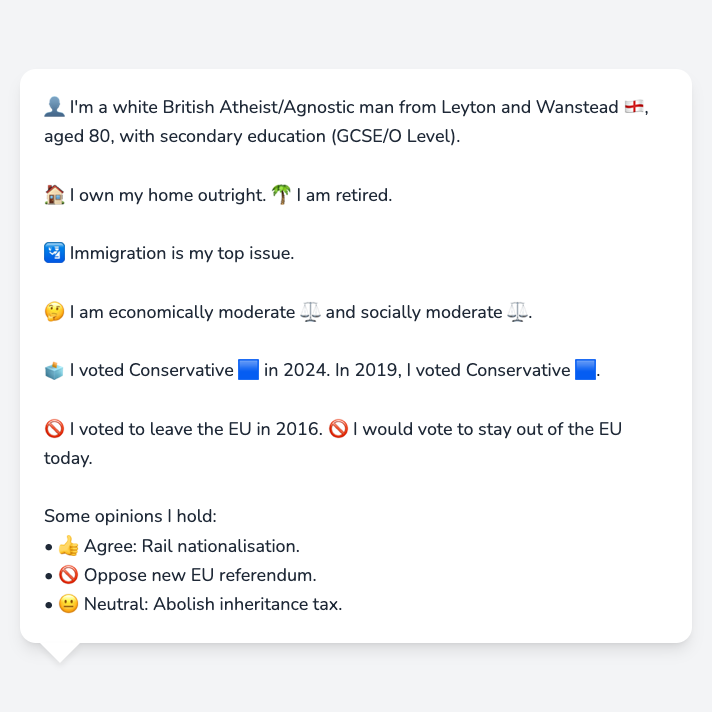 👤 I'm a white British Atheist/Agnostic man from Leyton and Wanstead 🏴󠁧󠁢󠁥󠁮󠁧󠁿,
aged 80, with secondary education (GCSE/O Level).
🏠 I own my home outright. 🌴 I am retired.
🛂 Immigration is my top issue.
🤔 I am economically moderate ⚖️ and socially moderate ⚖️.
🗳️ I voted Conservative 🟦 in 2024. In 2019, I voted Conservative 🟦.
🚫 I voted to leave the EU in 2016. 🚫 I would vote to stay out of the EU
today.
Some opinions I hold:
• 👍 Agree: Rail nationalisation.
• 🚫 Oppose new EU referendum.
• 😐 Neutral: Abolish inheritance tax.